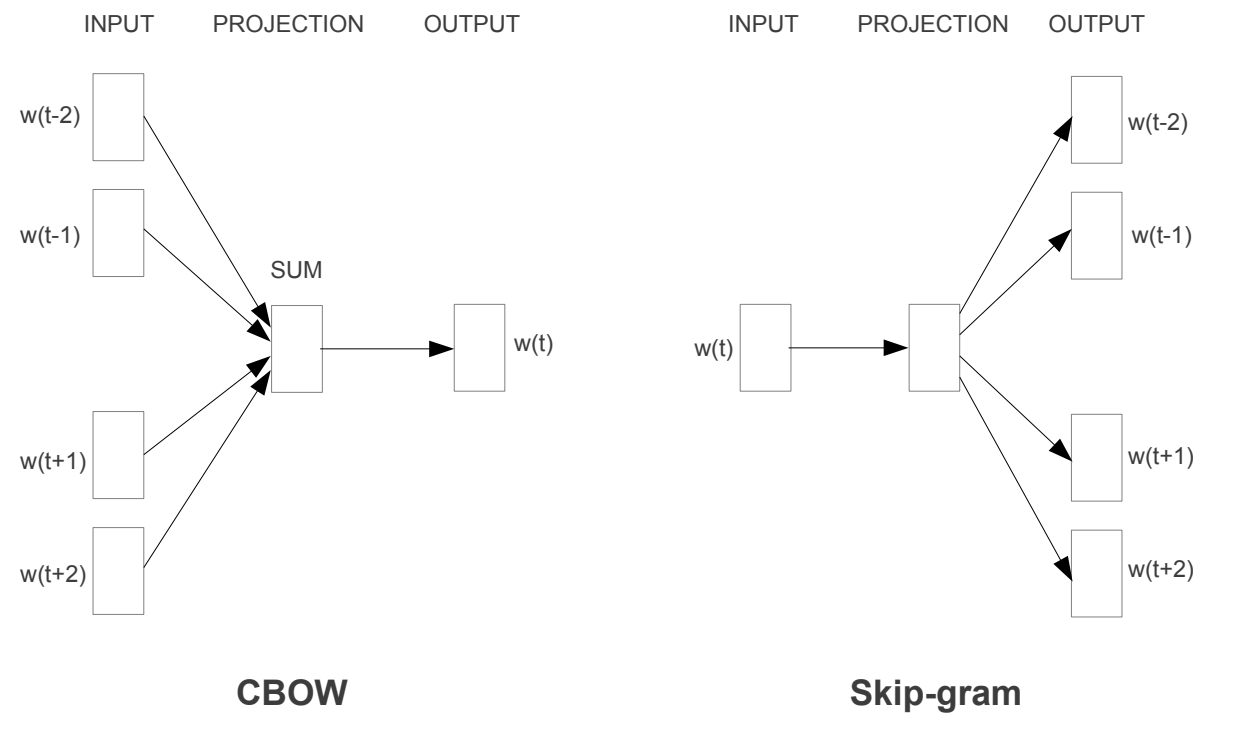 INPUT PROJECTION OUTPUT
w(t-2)
w(t-1)
SUM
w(t)
w(t+1)
w(t+2)
CBOW
INPUT PROJECTION OUTPUT
w(t-2)
w(t-1)
w(t)
w(t+1)
w(t+2)
Skip-gram